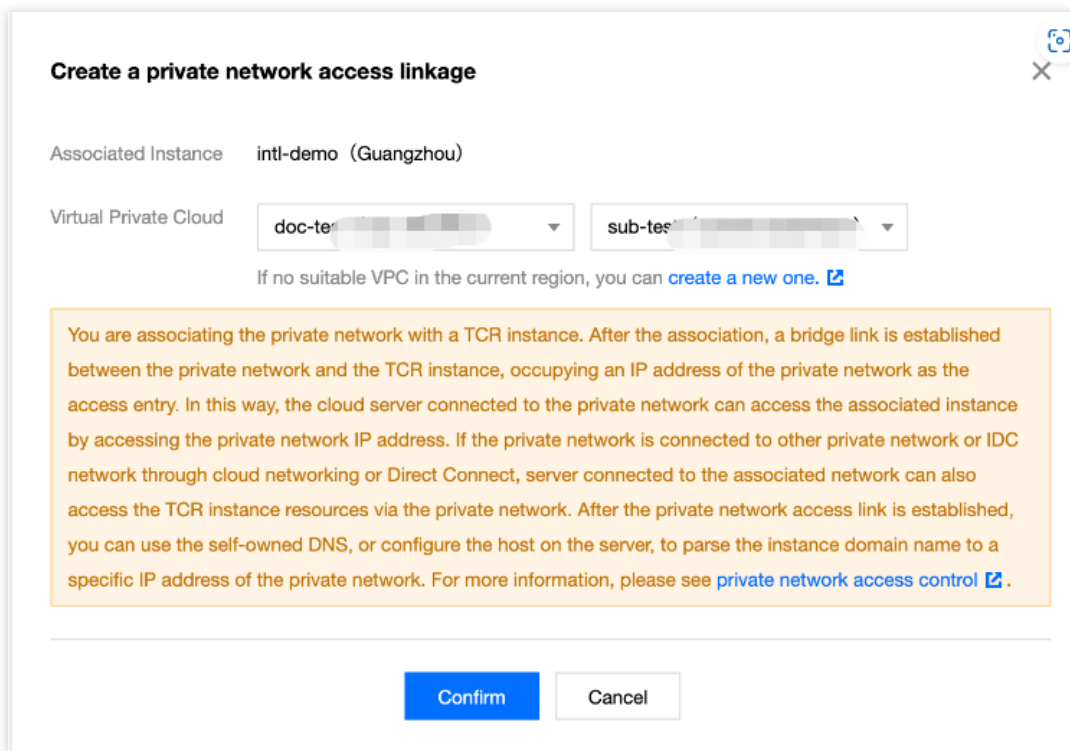 Create a private network access linkage
Associated Instance intl-demo（Guangzhou）
Virtual Private Cloud doc-te sub-tes
If no suitable VPC in the current region, you can create a new one.
You are associating the private network with a TCR instance. After the association, a bridge link is established
between the private network and the TCR instance, occupying an IP address of the private network as the
access entry. In this way, the cloud server connected to the private network can access the associated instance
by accessing the private network IP address. If the private network is connected to other private network or IDC
network through cloud networking or Direct Connect, server connected to the associated network can also
access the TCR instance resources via the private network. After the private network access link is established,
you can use the self-owned DNS, or configure the host on the server, to parse the instance domain name to a
specific IP address of the private network. For more information, please see private network access control .
Confirm Cancel